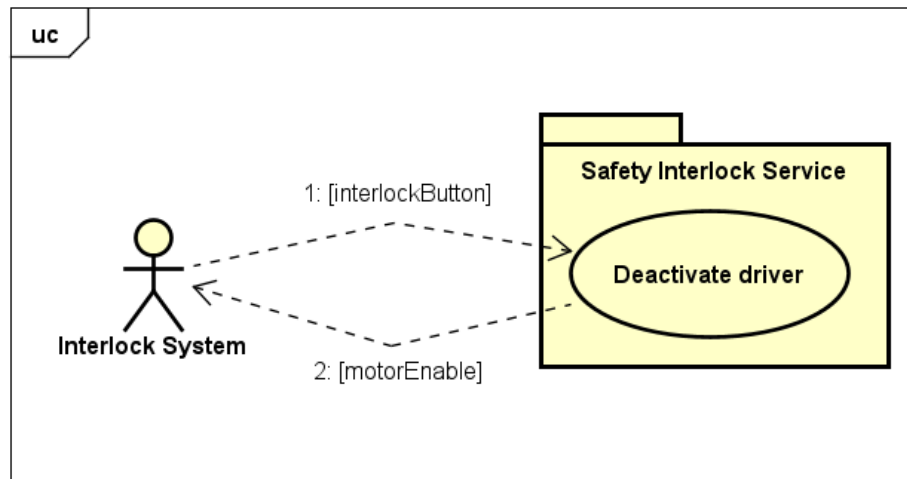 uc
Safety Interlock Service
1: [interlockButton]
Deactivate driver
Interlock System
2: [motorEnable]